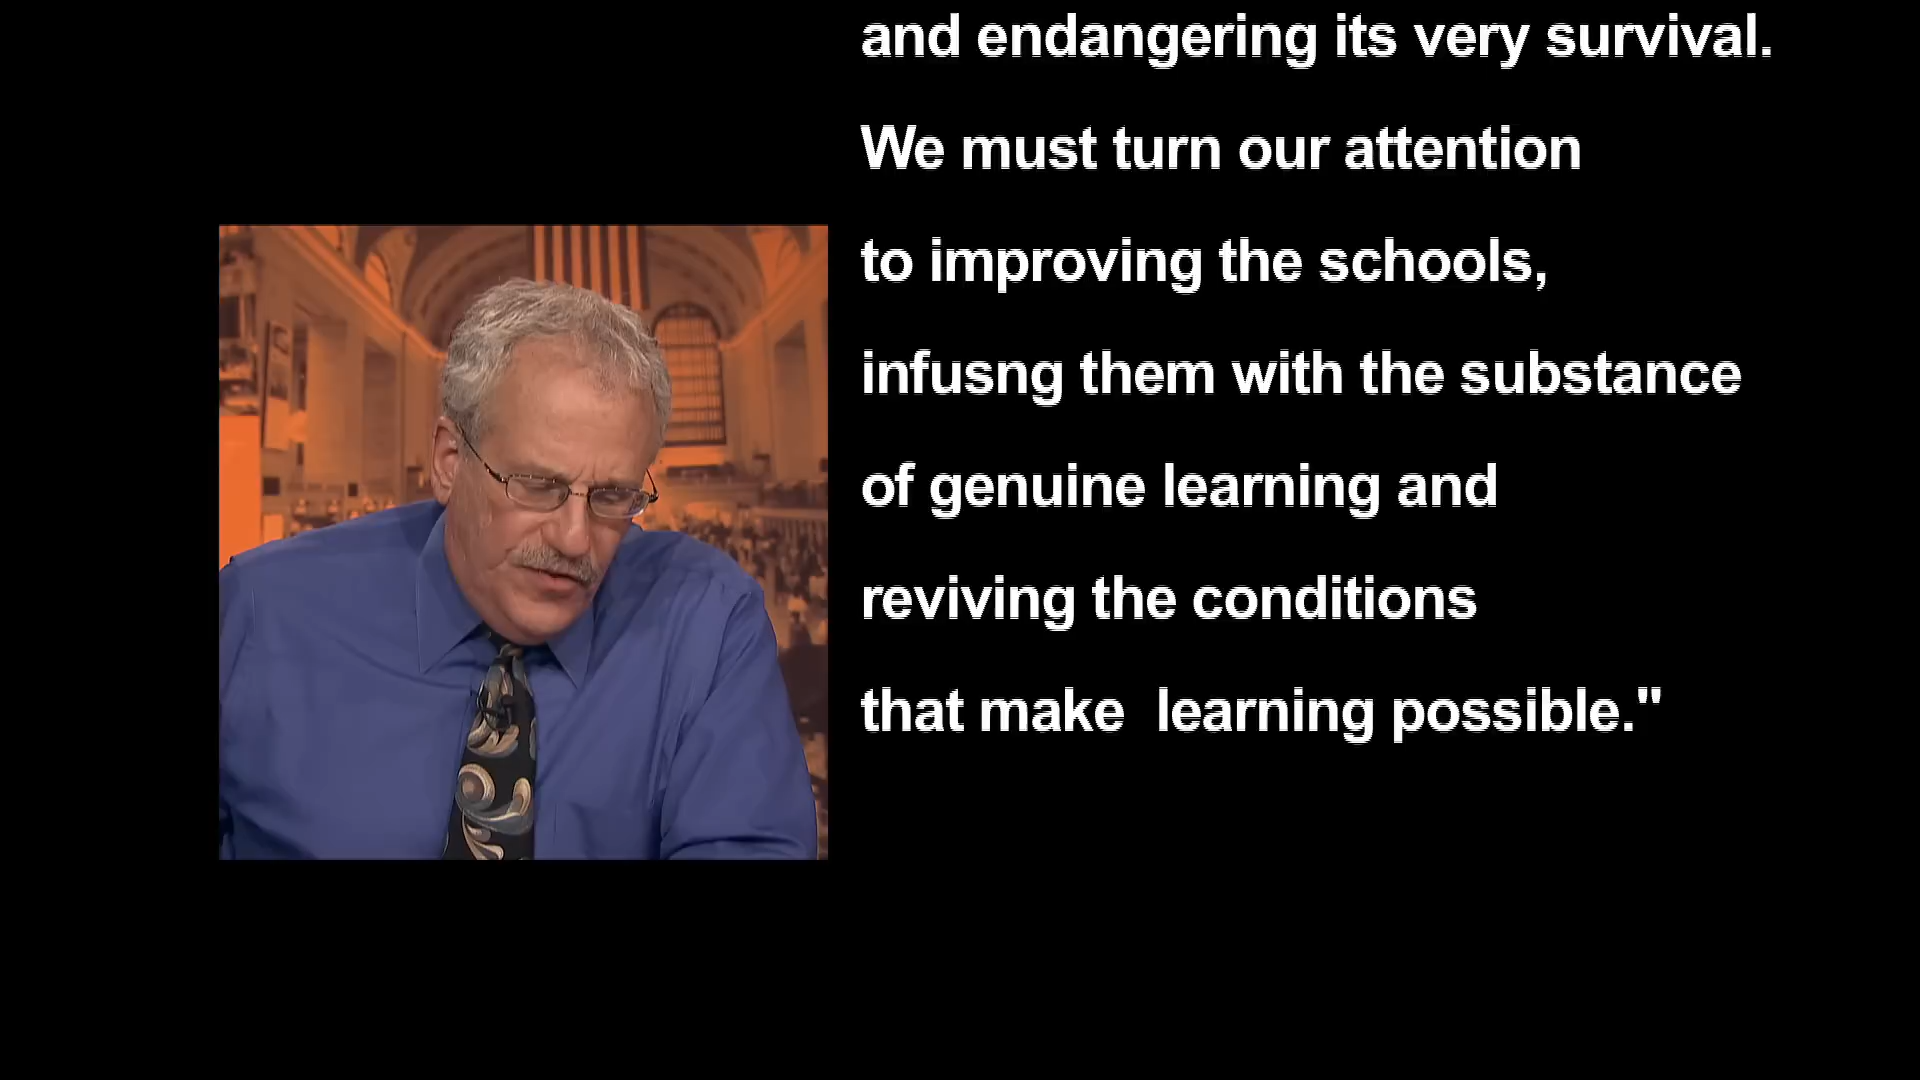 and endangering its very survival.
We must turn our attention
to improving the schools,
infusng them with the substance
of genuine learning and
reviving the conditions
that make  learning possible."